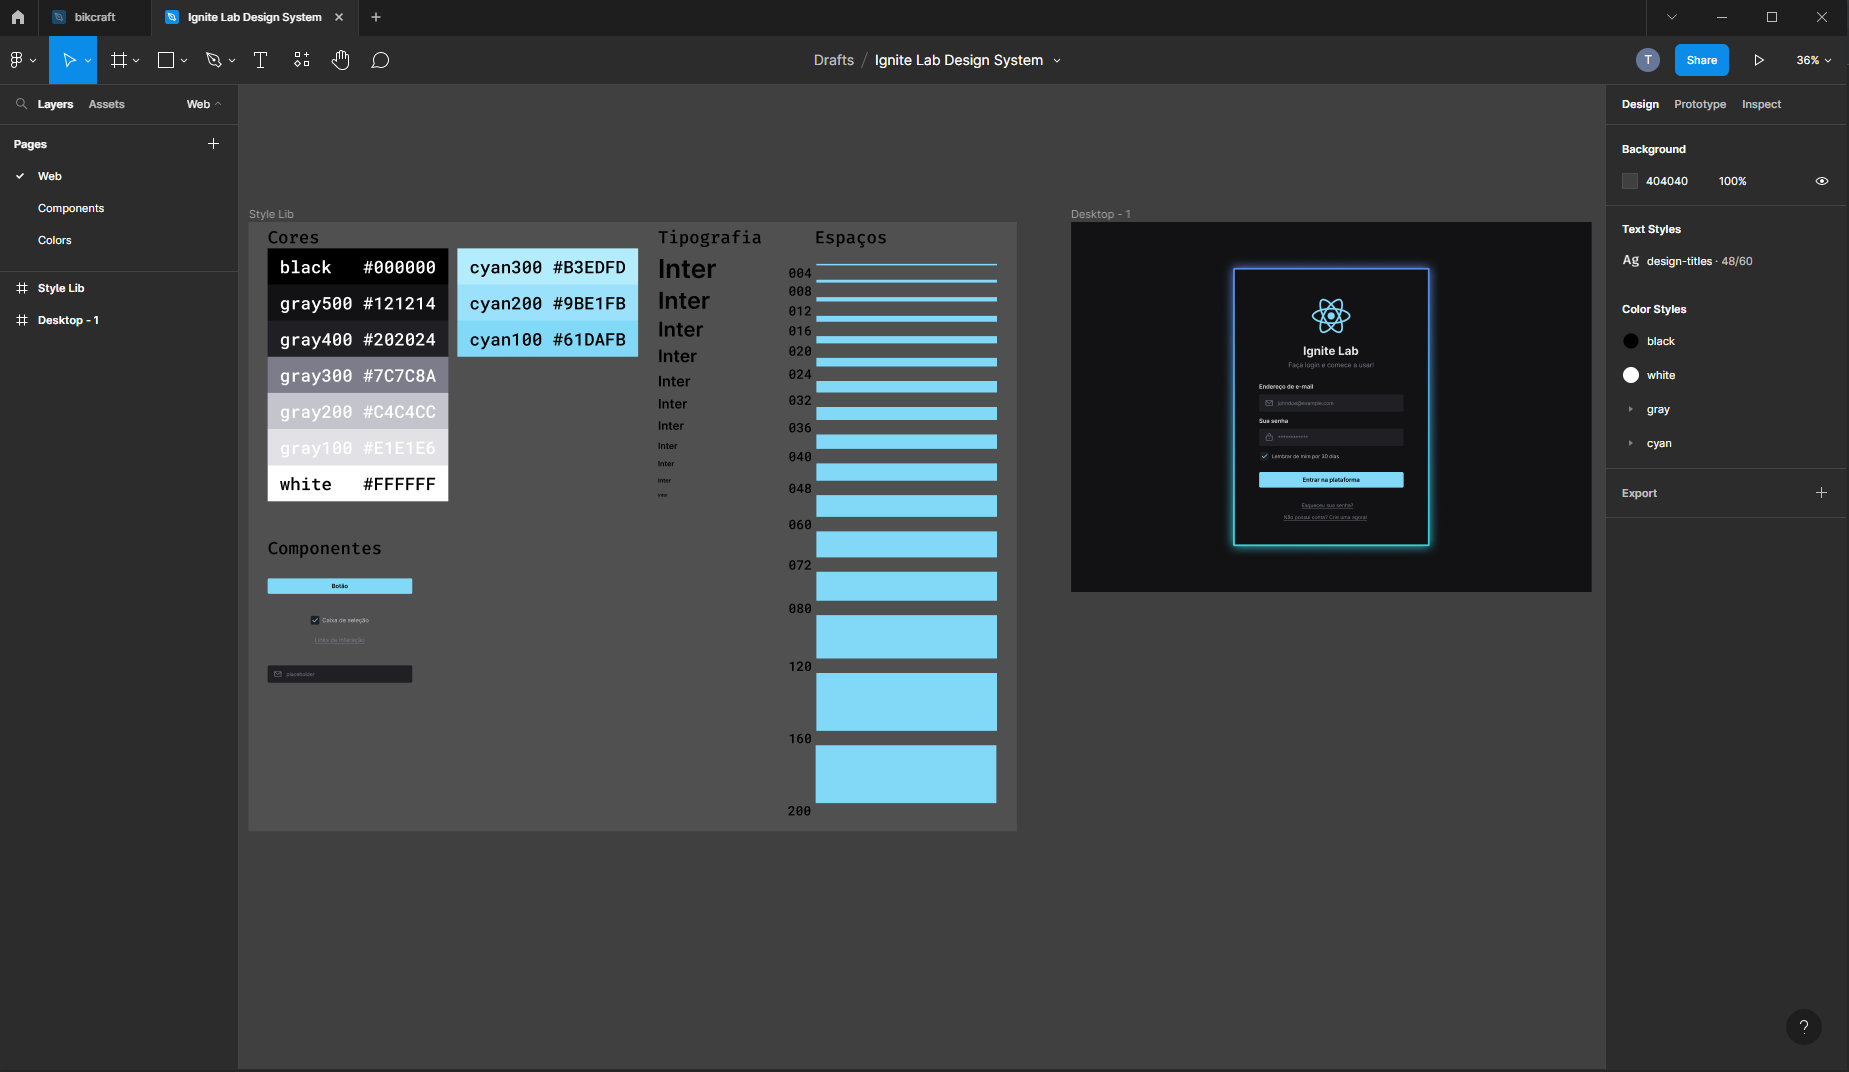 bikcraft
Ignite Lab Design System
Drafts / Ignite Lab Design System
T
Share
36%
Layers
Assets
Web
Pages
Web
Components
Colors
Style Lib
Desktop - 1
Style Lib
Cores
black #000000
gray500 #121214
gray400 #202024
gray300 #7C7C8A
gray200 #C4C4CC
gray100 #E1E1E6
white #FFFFFF
cyan300 #B3EDFD
cyan200 #9BE1FB
cyan100 #61DAFB
Componentes
Botão
Caixa de seleção
Links de interação
placeholder
Tipografia
Inter
Inter
Inter
Inter
Inter
Inter
Inter
Inter
Inter
Inter
Inter
Espaços
004
008
012
016
020
024
032
036
040
048
060
072
080
120
160
200
Desktop - 1
Ignite Lab
Faça login e comece a usar!
Endereço de e-mail
johndoe@example.com
Sua senha
************
Lembrar de mim por 30 dias
Entrar na plataforma
Esqueceu sua senha?
Não possui conta? Crie uma agora!
Design
Prototype
Inspect
Background
404040 100%
Text Styles
Ag design-titles · 48/60
Color Styles
black
white
gray
cyan
Export
?